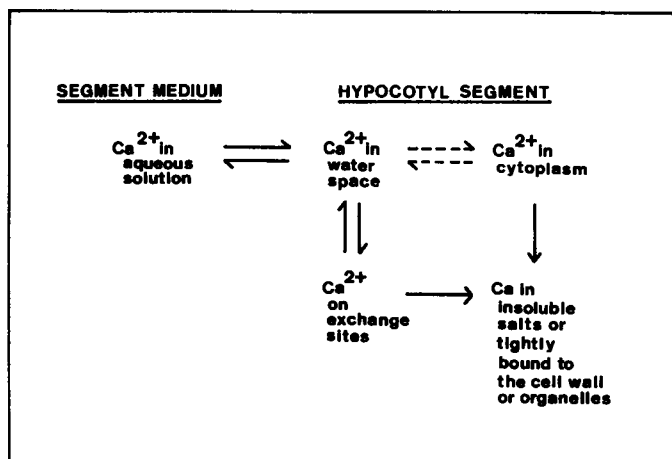 SEGMENT MEDIUM
HYPOCOTYL SEGMENT
Ca2+ in
aqueous
solution
Ca2+ in
water
space
Ca2+ in
cytoplasm
Ca2+
on
exchange
sites
Ca in
insoluble
salts or
tightly
bound to
the cell wall
or organelles